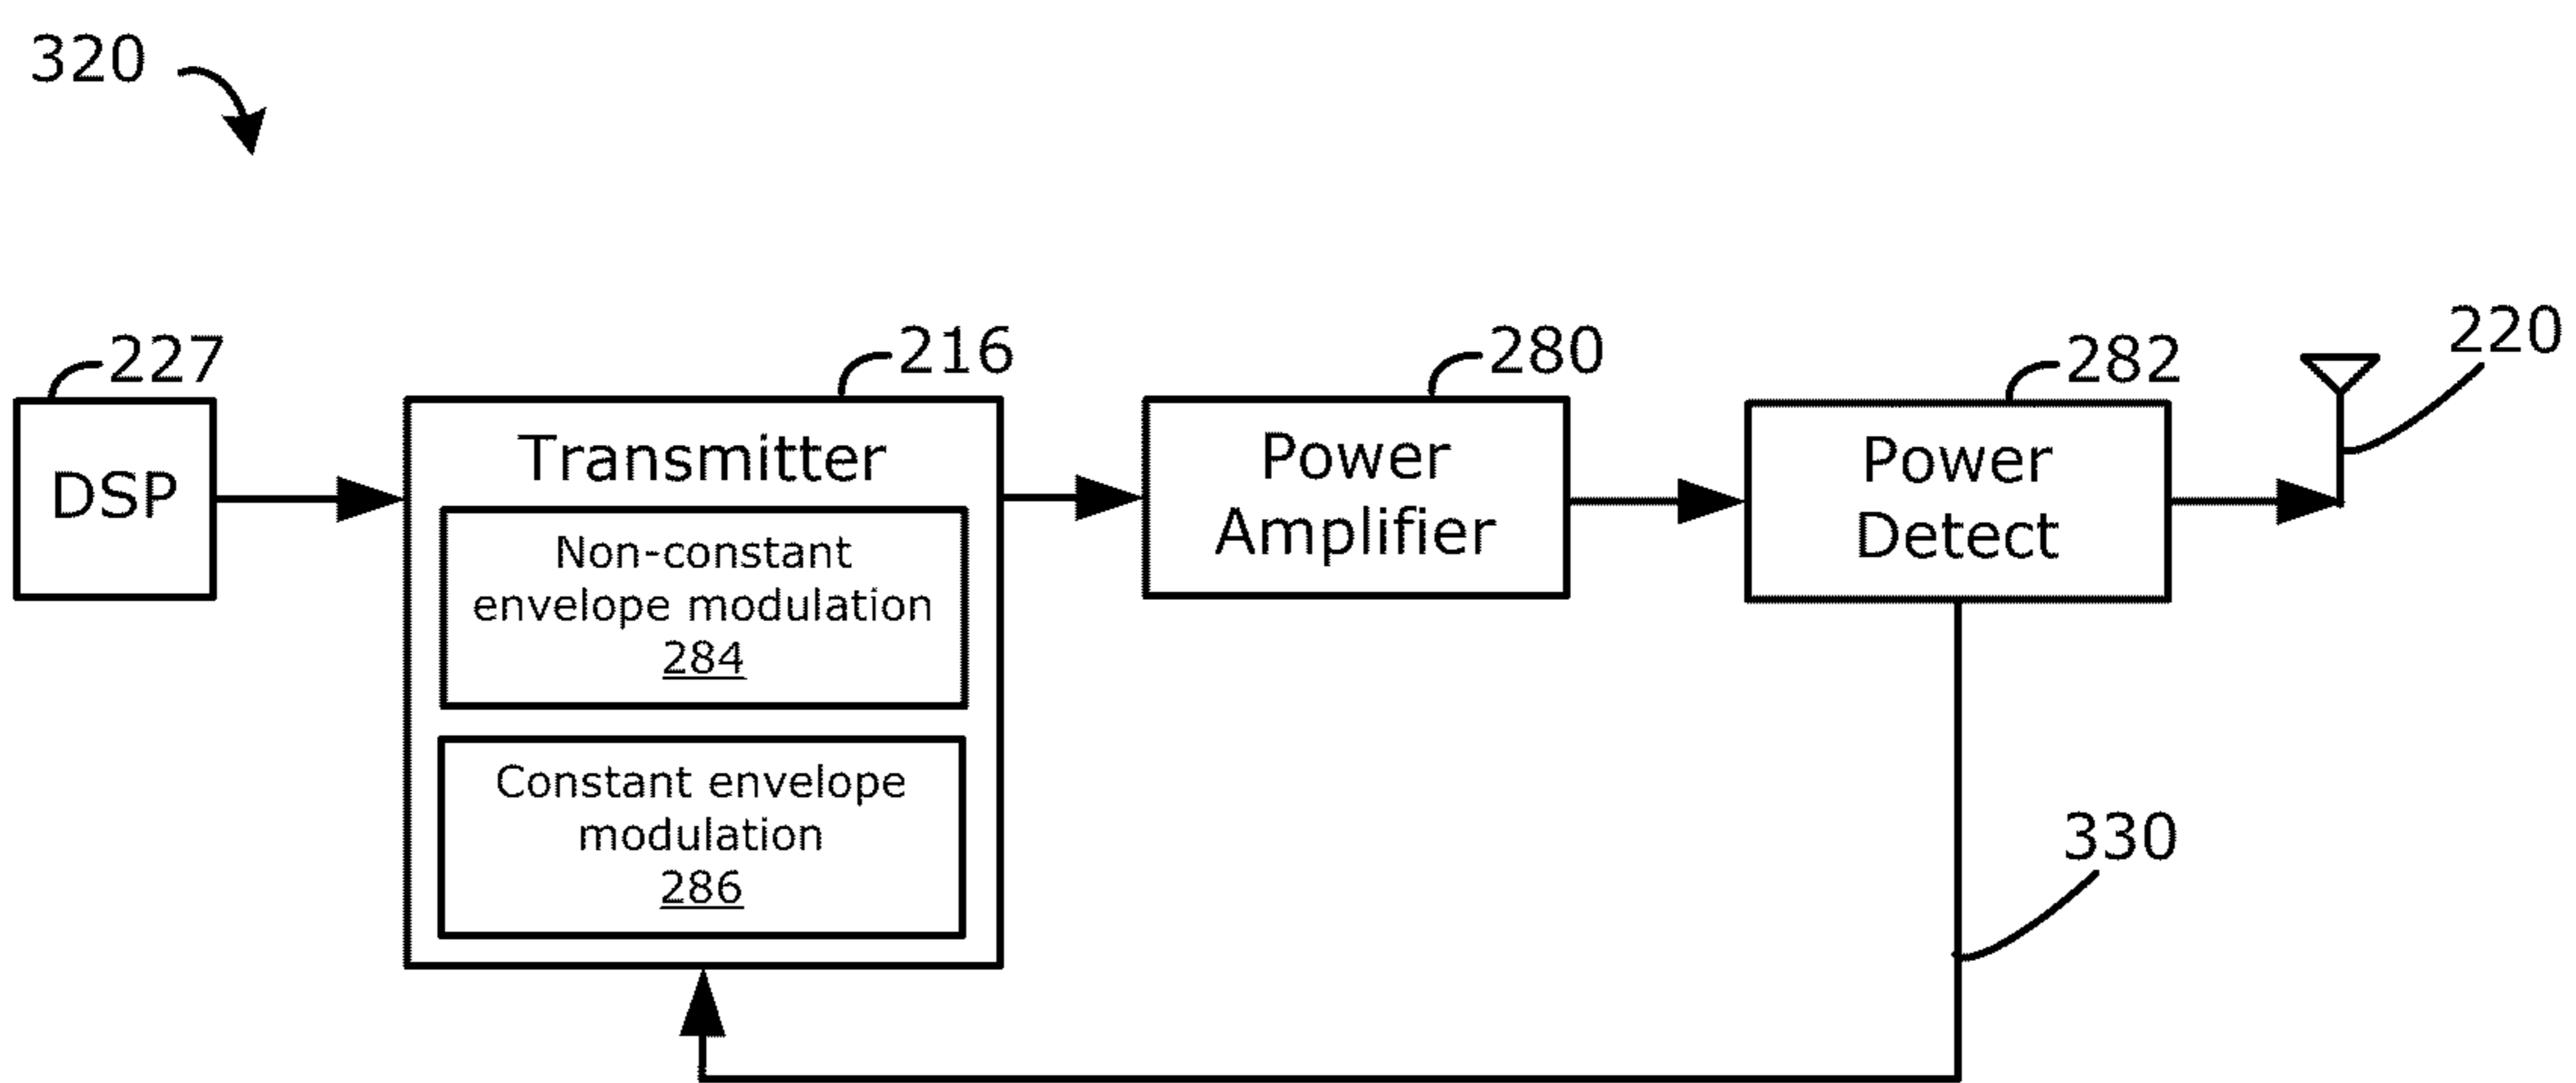 320
227
216
280
282
220
DSP
Transmitter
Non-constant
envelope modulation
284
Constant envelope
modulation
286
Power
Amplifier
Power
Detect
330